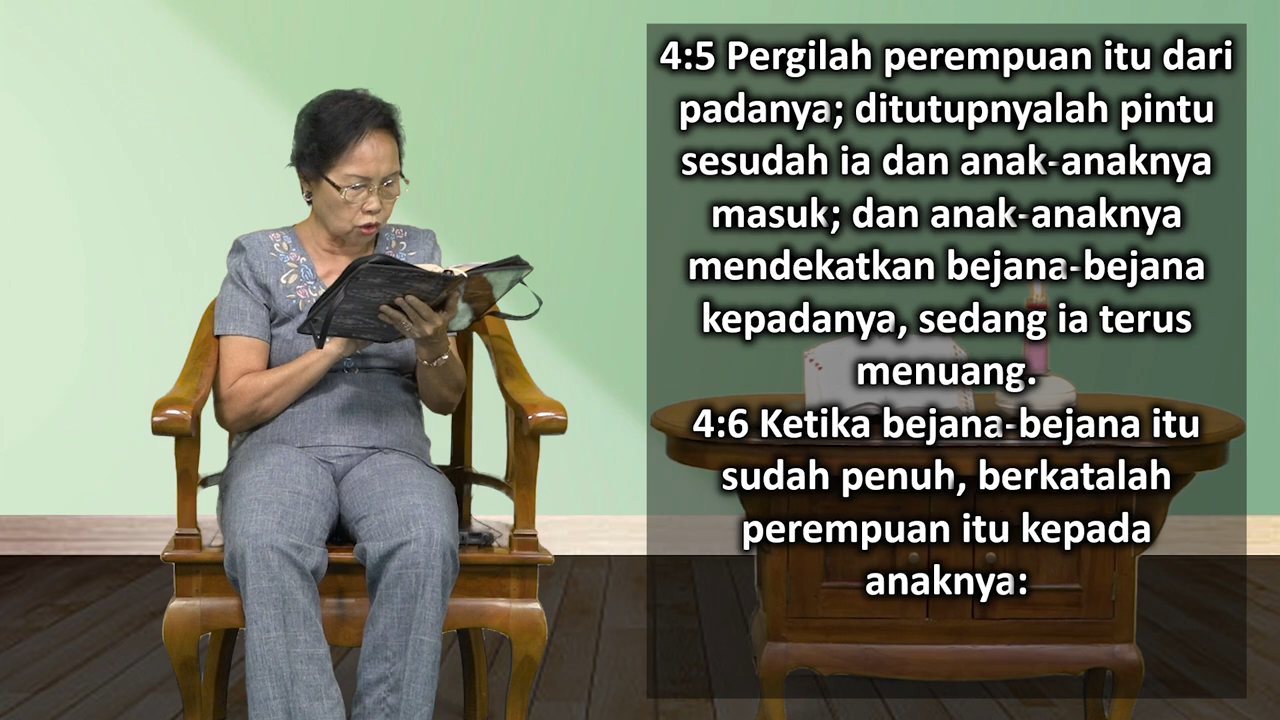 4:5 Pergilah perempuan itu dari
padanya; ditutupnyalah pintu
sesudah ia dan anak-anaknya
masuk; dan anak-anaknya
mendekatkan bejana-bejana
kepadanya, sedang ia terus
menuang.
4:6 Ketika bejana-bejana itu
sudah penuh, berkatalah
perempuan itu kepada
anaknya: